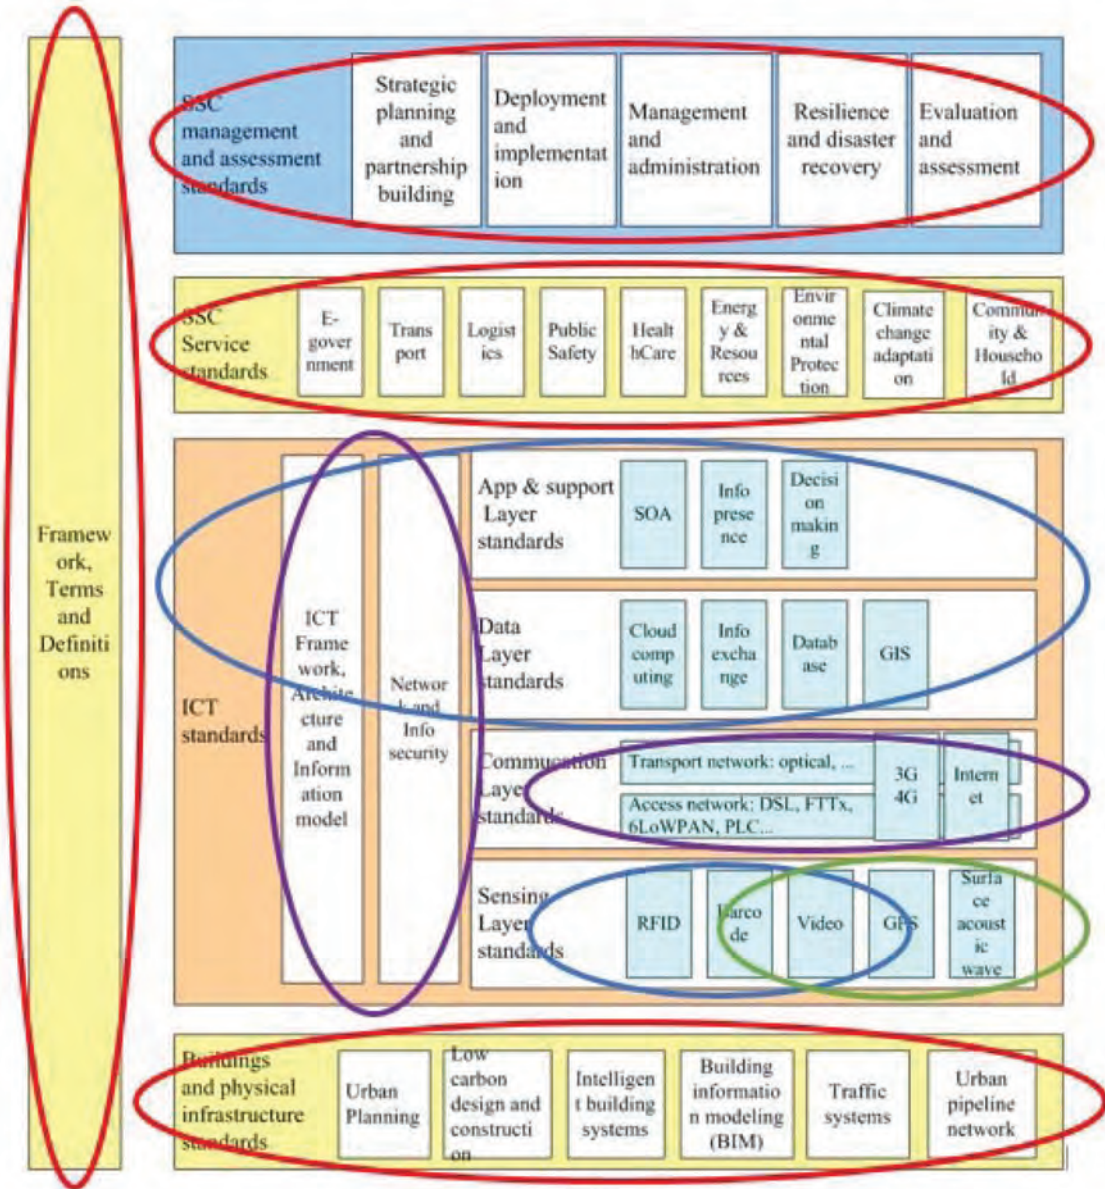 Framew
ork,
Terms
and
Definiti
ons
SSC
management
and assessment
standards
Strategic
planning
and
partnership
building
Deployment
and
implementat
ion
Management
and
administration
Resilience
and disaster
recovery
Evaluation
and
assessment
SSC
Service
standards
E-
gover
nment
Trans
port
Logist
ics
Public
Safety
Healt
hCare
Energ
y &
Resou
rces
Envir
onme
ntal
Protec
tion
Climate
change
adaptati
on
Commun
ity &
Househo
ld
ICT
standards
ICT
Frame
work,
Archite
cture
and
Inform
ation
model
Networ
k and
Info
security
App & support
Layer
standards
SOA
Info
prese
nce
Decisi
on
makin
g
Data
Layer
standards
Cloud
comp
uting
Info
excha
nge
Datab
ase
GIS
Commucation
Layer
standards
Transport network: optical, ...
Access network: DSL, FTTx,
6LoWPAN, PLC...
3G
4G
Intern
et
Sensing
Layer
standards
RFID
Barco
de
Video
GPS
Surfa
ce
acoust
ic
wave
Buildings
and physical
infrastructure
standards
Urban
Planning
Low
carbon
design and
constructi
on
Intelligen
t building
systems
Building
informatio
n modeling
(BIM)
Traffic
systems
Urban
pipeline
network